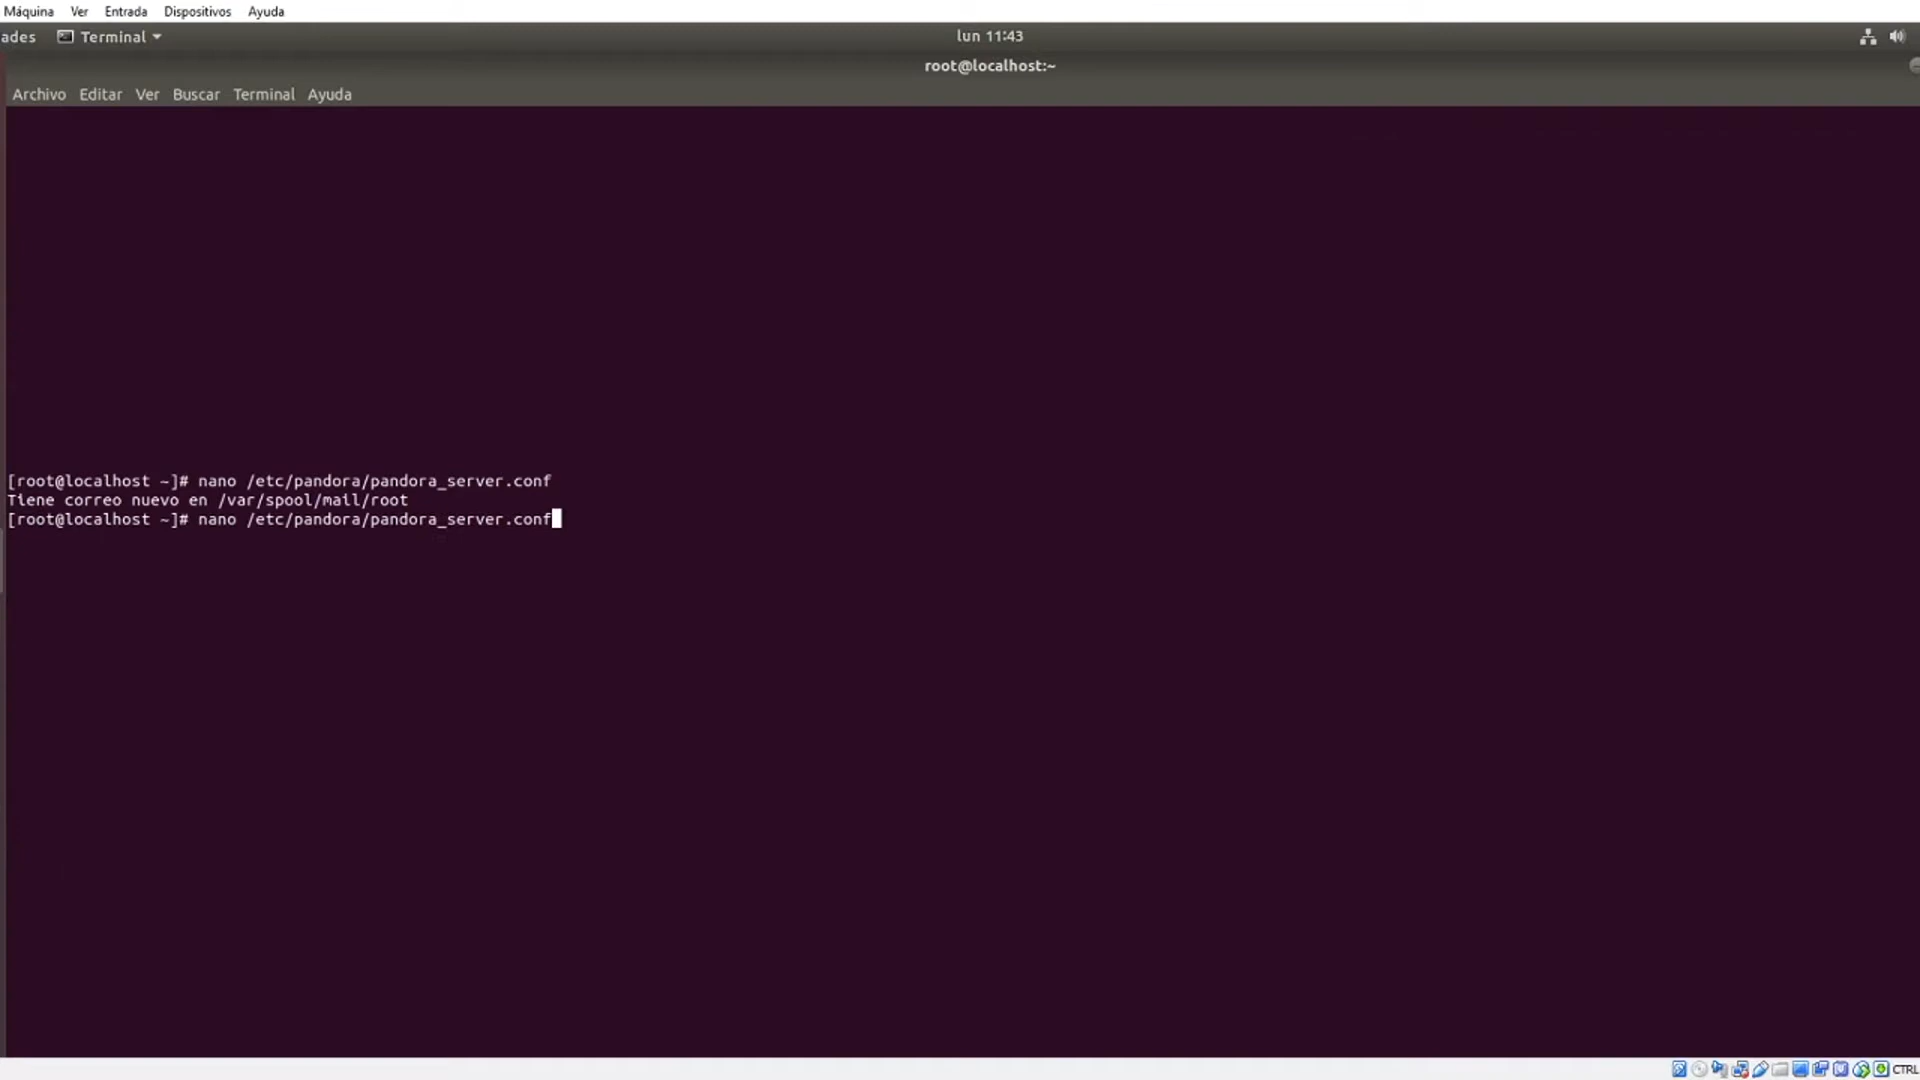 Máquina Ver Entrada Dispositivos Ayuda
ades Terminal lun 11:43
root@localhost:~
Archivo Editar Ver Buscar Terminal Ayuda
[root@localhost ~]# nano /etc/pandora/pandora_server.conf
Tiene correo nuevo en /var/spool/mail/root
[root@localhost ~]# nano /etc/pandora/pandora_server.conf
CTRL